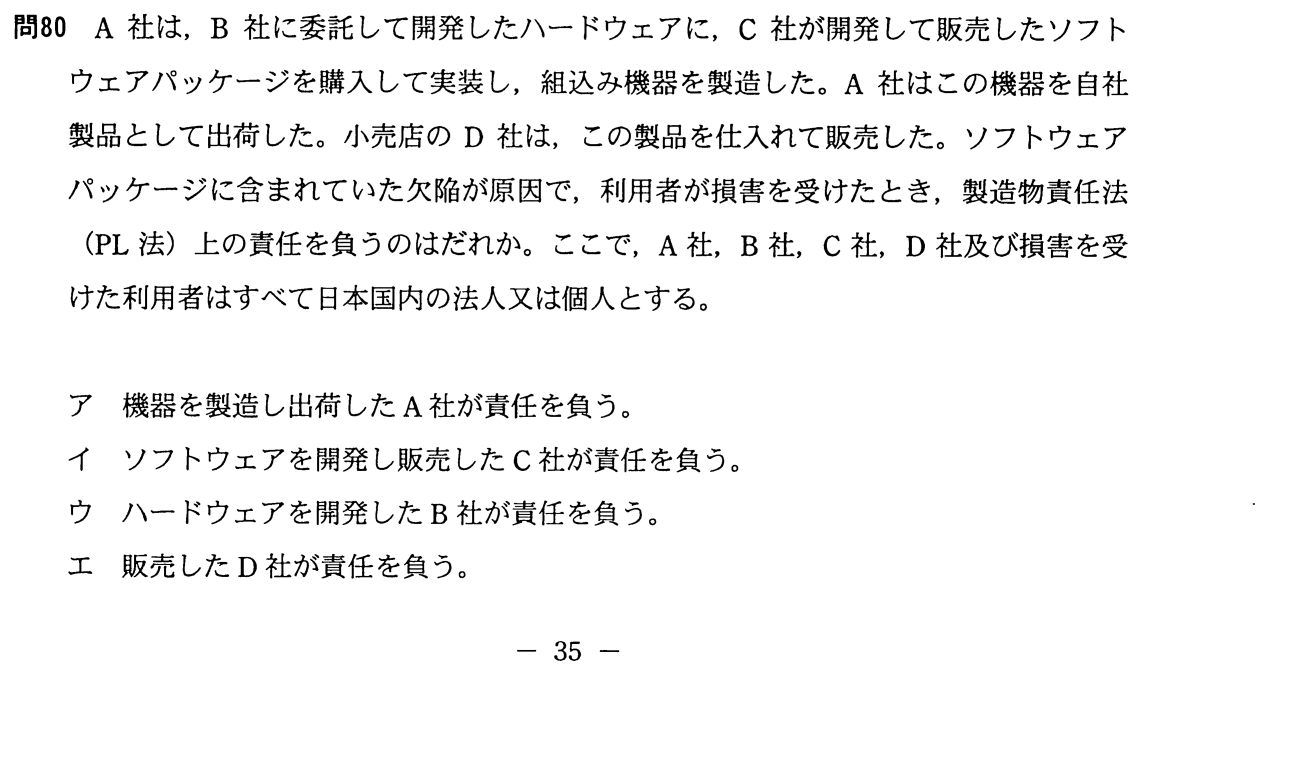 問80 A 社は，B 社に委託して開発したハードウェアに，C 社が開発して販売したソフト
ウェアパッケージを購入して実装し，組込み機器を製造した。A 社はこの機器を自社
製品として出荷した。小売店の D 社は，この製品を仕入れて販売した。ソフトウェア
パッケージに含まれていた欠陥が原因で，利用者が損害を受けたとき，製造物責任法
（PL 法）上の責任を負うのはだれか。ここで，A 社，B 社，C 社，D 社及び損害を受
けた利用者はすべて日本国内の法人又は個人とする。
ア 機器を製造し出荷した A 社が責任を負う。
イ ソフトウェアを開発し販売した C 社が責任を負う。
ウ ハードウェアを開発した B 社が責任を負う。
エ 販売した D 社が責任を負う。
－ 35 －